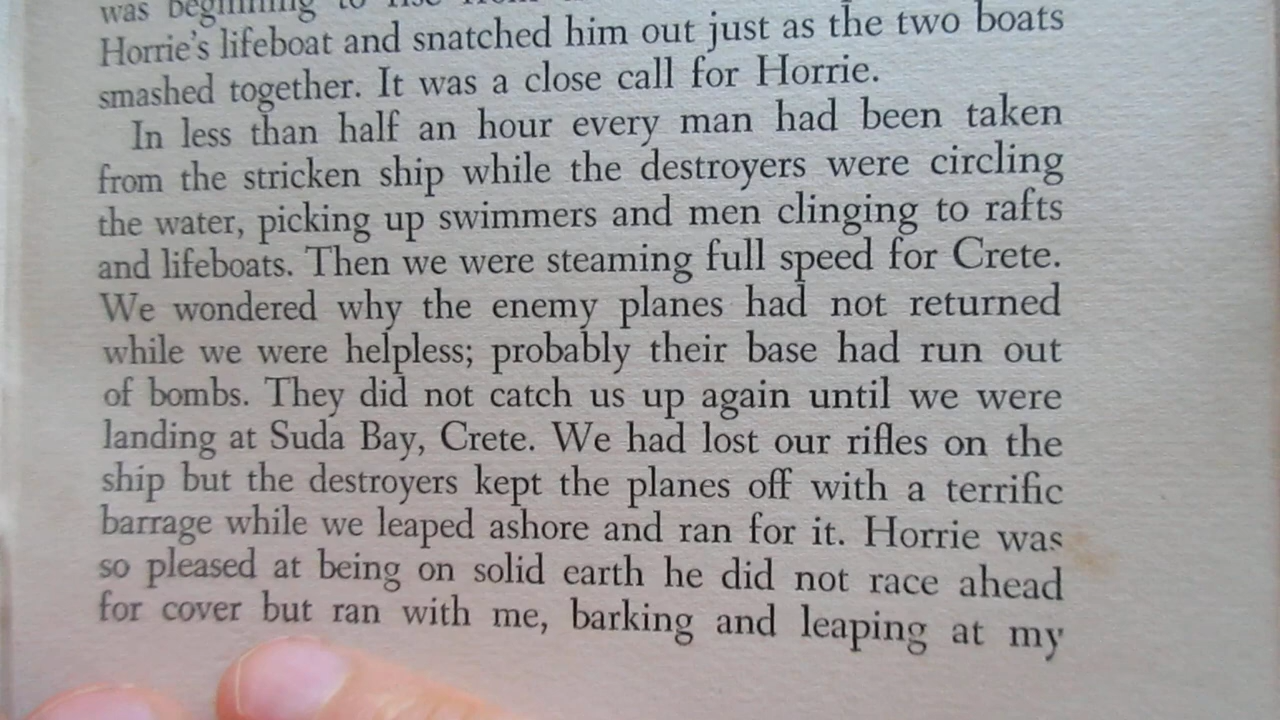 was beginning to rise from
Horrie's lifeboat and snatched him out just as the two boats
smashed together. It was a close call for Horrie.
In less than half an hour every man had been taken
from the stricken ship while the destroyers were circling
the water, picking up swimmers and men clinging to rafts
and lifeboats. Then we were steaming full speed for Crete.
We wondered why the enemy planes had not returned
while we were helpless; probably their base had run out
of bombs. They did not catch us up again until we were
landing at Suda Bay, Crete. We had lost our rifles on the
ship but the destroyers kept the planes off with a terrific
barrage while we leaped ashore and ran for it. Horrie was
so pleased at being on solid earth he did not race ahead
for cover but ran with me, barking and leaping at my